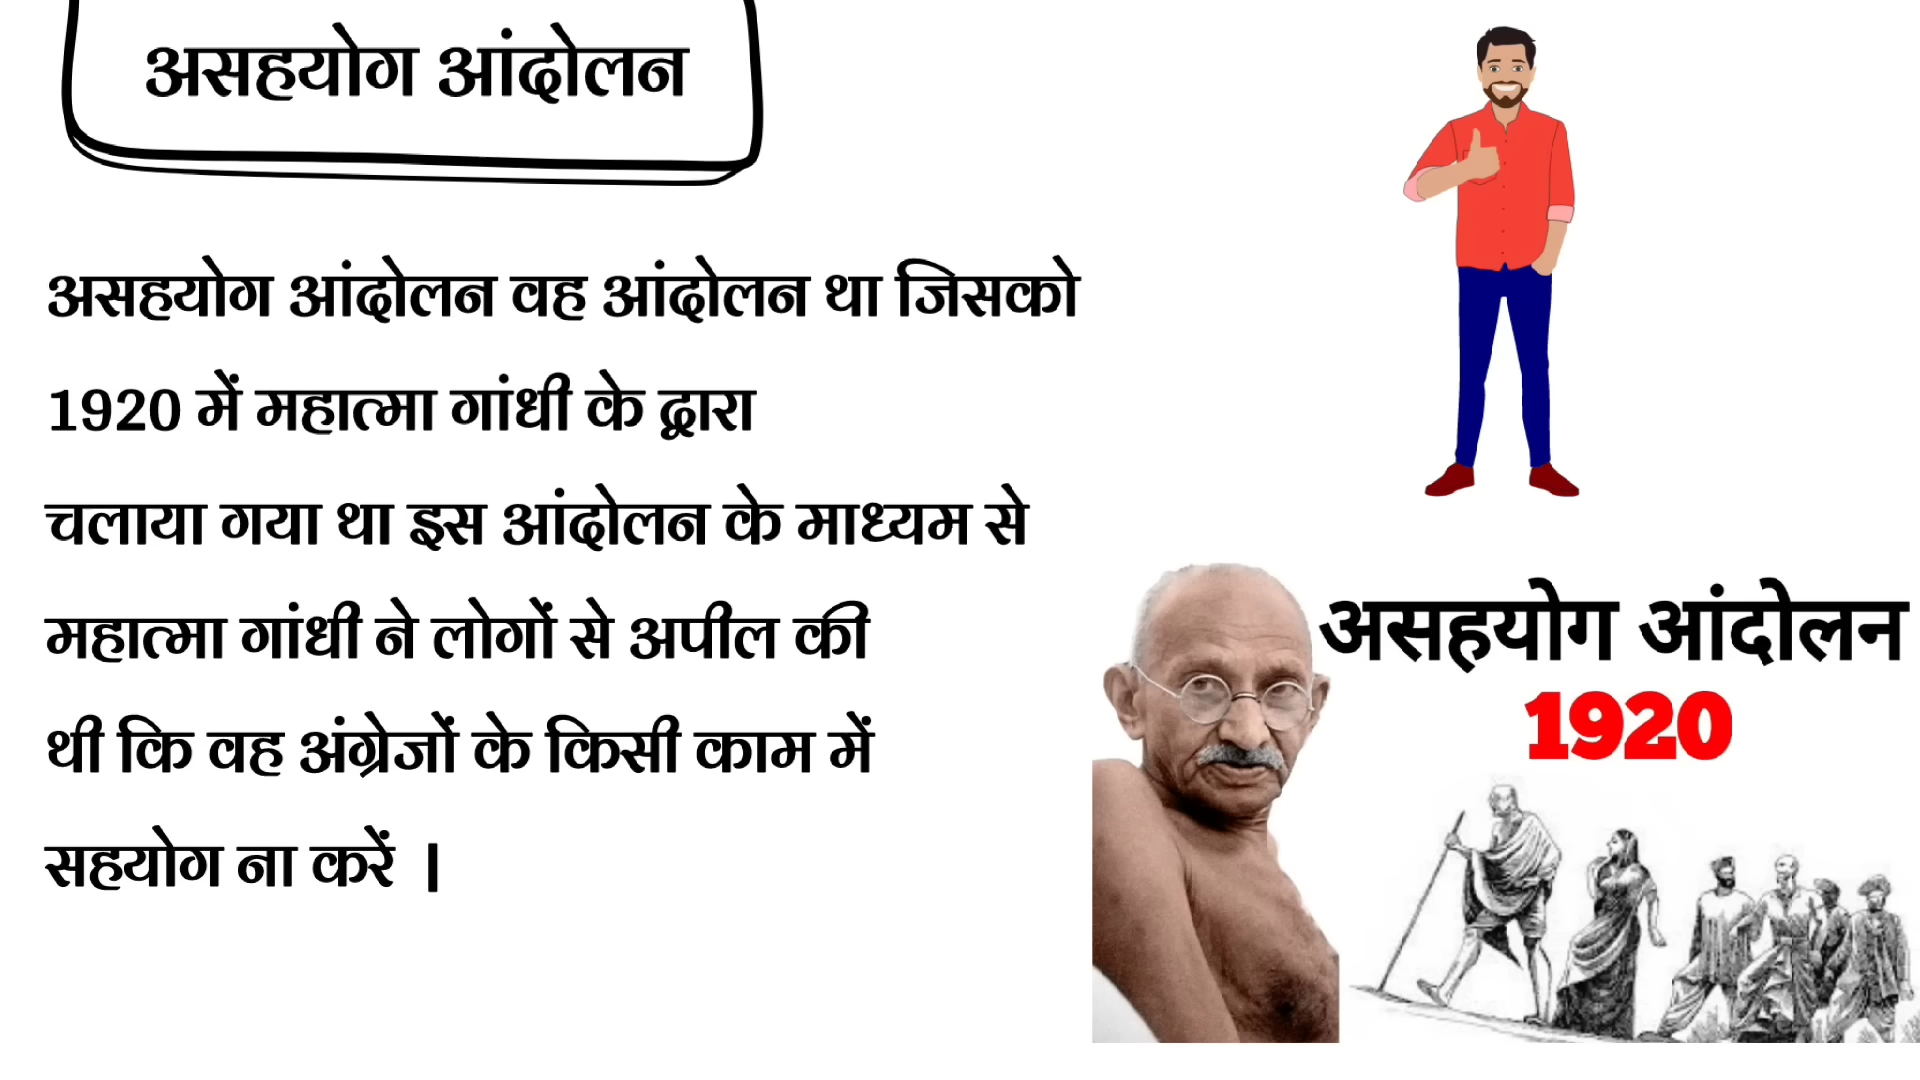 असहयोग आंदोलन
असहयोग आंदोलन वह आंदोलन था जिसको
1920 में महात्मा गांधी के द्वारा
चलाया गया था इस आंदोलन के माध्यम से
महात्मा गांधी ने लोगों से अपील की
थी कि वह अंग्रेजों के किसी काम में
सहयोग ना करें ।
असहयोग आंदोलन
1920